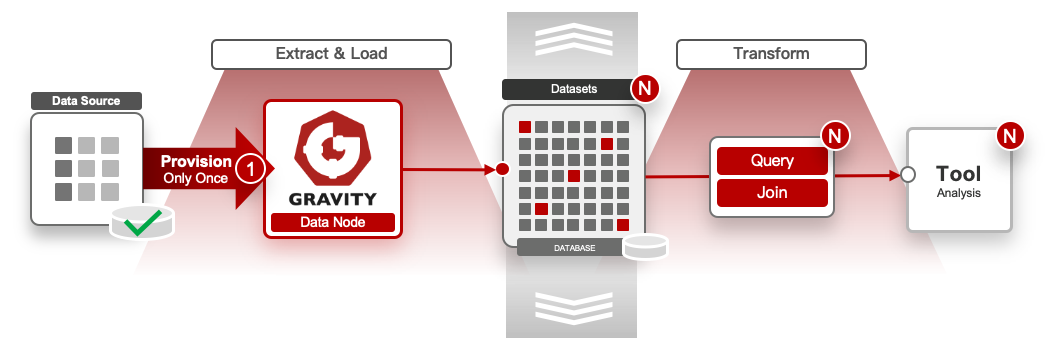 Extract & Load
Transform
Data Source
Datasets
N
Provision
Only Once
1
GRAVITY
Data Node
DATABASE
N
Query
Join
N
Tool
Analysis